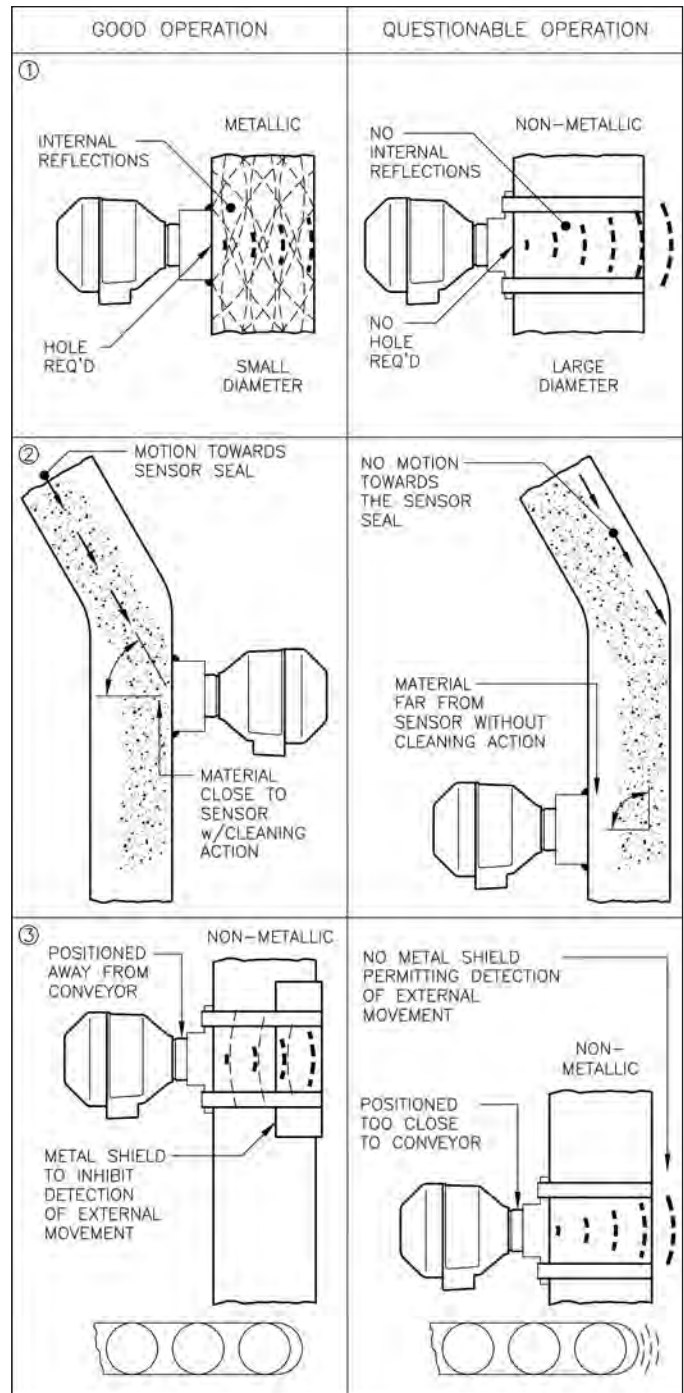 GOOD OPERATION
QUESTIONABLE OPERATION
①
METALLIC
INTERNAL
REFLECTIONS
HOLE
REQ'D
SMALL
DIAMETER
NO
INTERNAL
REFLECTIONS
NON-METALLIC
NO
HOLE
REQ'D
LARGE
DIAMETER
②
MOTION TOWARDS
SENSOR SEAL
MATERIAL
CLOSE TO
SENSOR
w/CLEANING
ACTION
NO MOTION
TOWARDS
THE SENSOR
SEAL
MATERIAL
FAR FROM
SENSOR WITHOUT
CLEANING ACTION
③
NON-METALLIC
POSITIONED
AWAY FROM
CONVEYOR
METAL SHIELD
TO INHIBIT
DETECTION
OF EXTERNAL
MOVEMENT
NO METAL SHIELD
PERMITTING DETECTION
OF EXTERNAL
MOVEMENT
NON-
METALLIC
POSITIONED
TOO CLOSE
TO CONVEYOR